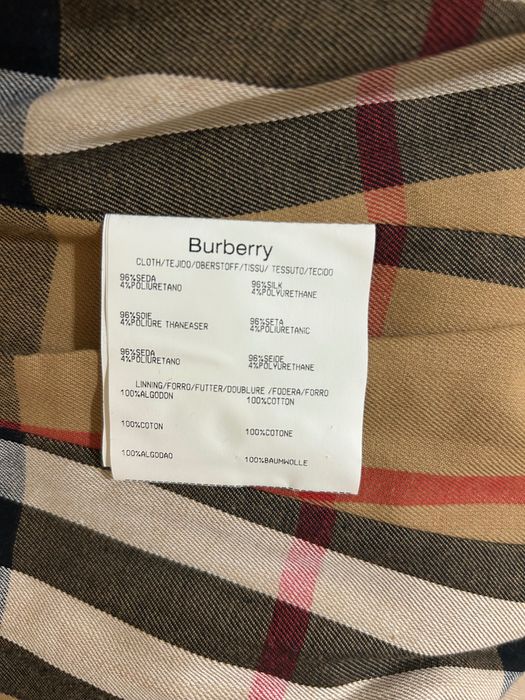 Burberry
CLOTH/TEJIDO/OBERSTOFF/TISSU/ TESSUTO/TECIDO
96%SEDA 96%SILK
4%POLIURETANO 4%POLYURETHANE
96%SOIE 96%SETA
4%POLIURE THANEASER 4%POLIURETANIC
96%SEDA 96%SEIDE
4%POLIURETANO 4%POLYURETHANE
LINNING/FORRO/FUTTER/DOUBLURE /FODERA/FORRO
100%ALGODON 100%COTTON
100%COTON 100%COTONE
100%ALGODAO 100%BAUMWOLLE